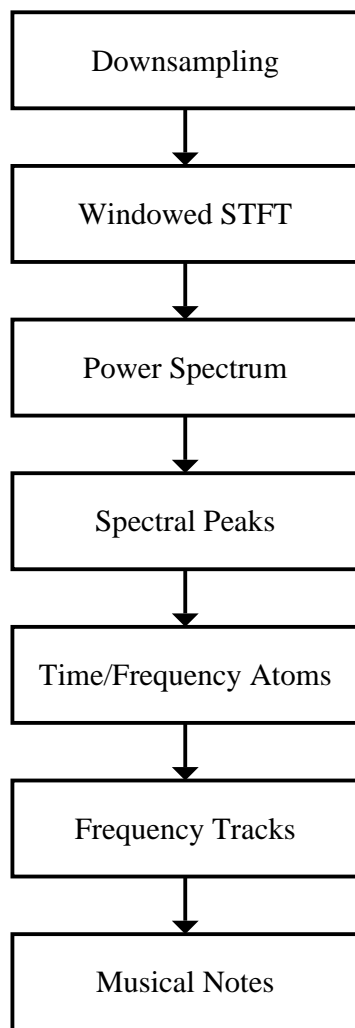 Downsampling
Windowed STFT
Power Spectrum
Spectral Peaks
Time/Frequency Atoms
Frequency Tracks
Musical Notes